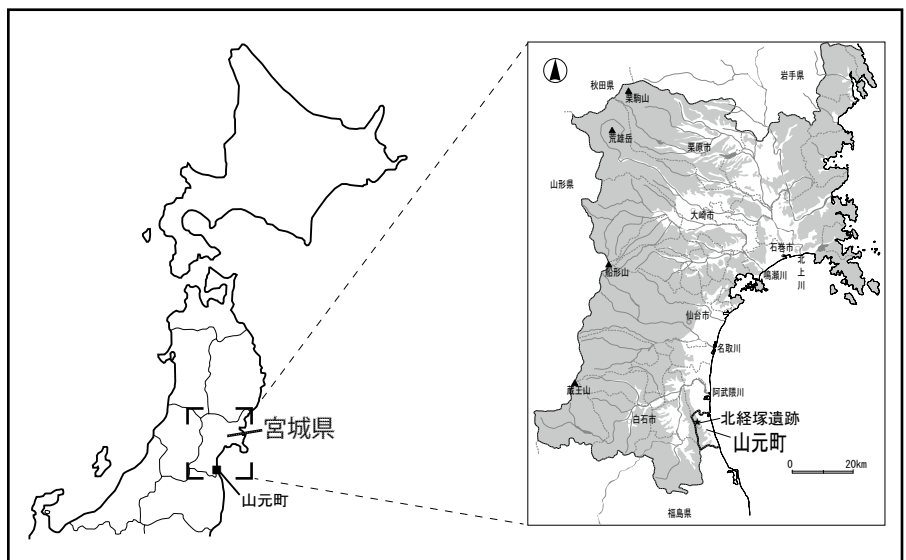 宮城県
山元町
秋田県
岩手県
栗駒山
荒雄岳
栗原市
山形県
大崎市
石巻市
北上川
鳴瀬川
船形山
仙台市
名取川
蔵王山
阿武隈川
白石市
北経塚遺跡
山元町
0 20km
福島県